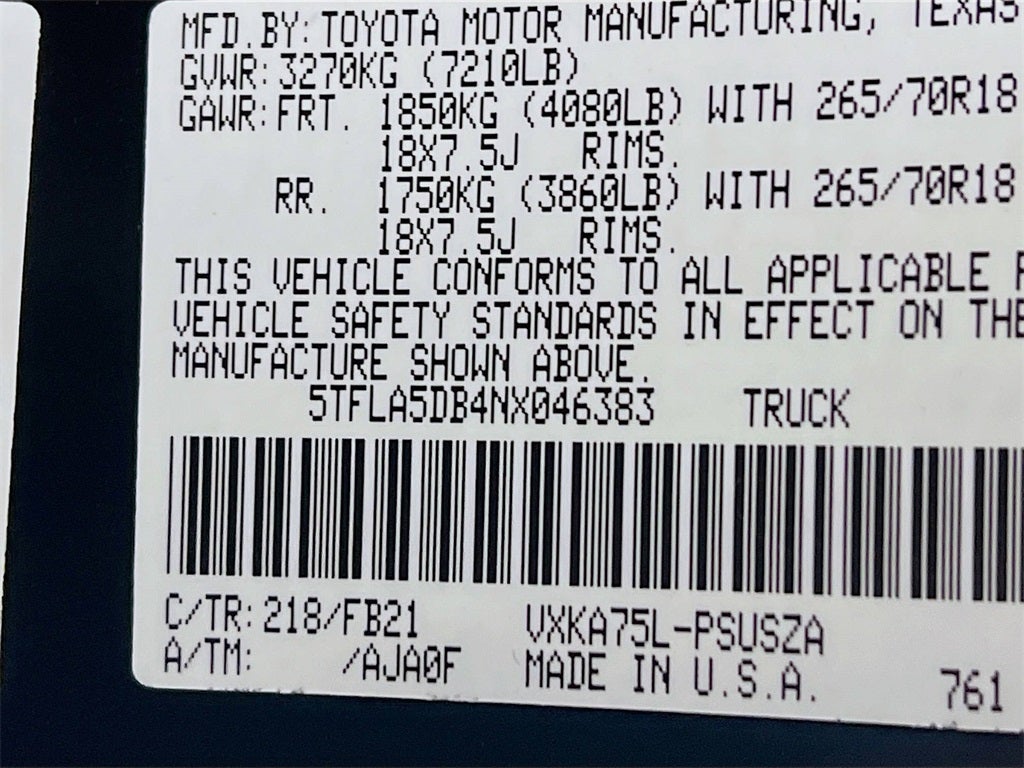 MFD.BY:TOYOTA MOTOR MANUFACTURING, TEXAS
GVWR:3270KG (7210LB)
GAWR:FRT. 1850KG (4080LB) WITH 265/70R18
18X7.5J RIMS.
RR. 1750KG (3860LB) WITH 265/70R18
18X7.5J RIMS.
THIS VEHICLE CONFORMS TO ALL APPLICABLE
VEHICLE SAFETY STANDARDS IN EFFECT ON THE
MANUFACTURE SHOWN ABOVE.
5TFLA5DB4NX046383 TRUCK
C/TR:218/FB21 VXKA75L-PSUSZA
A/TM: /AJA0F MADE IN U.S.A. 761